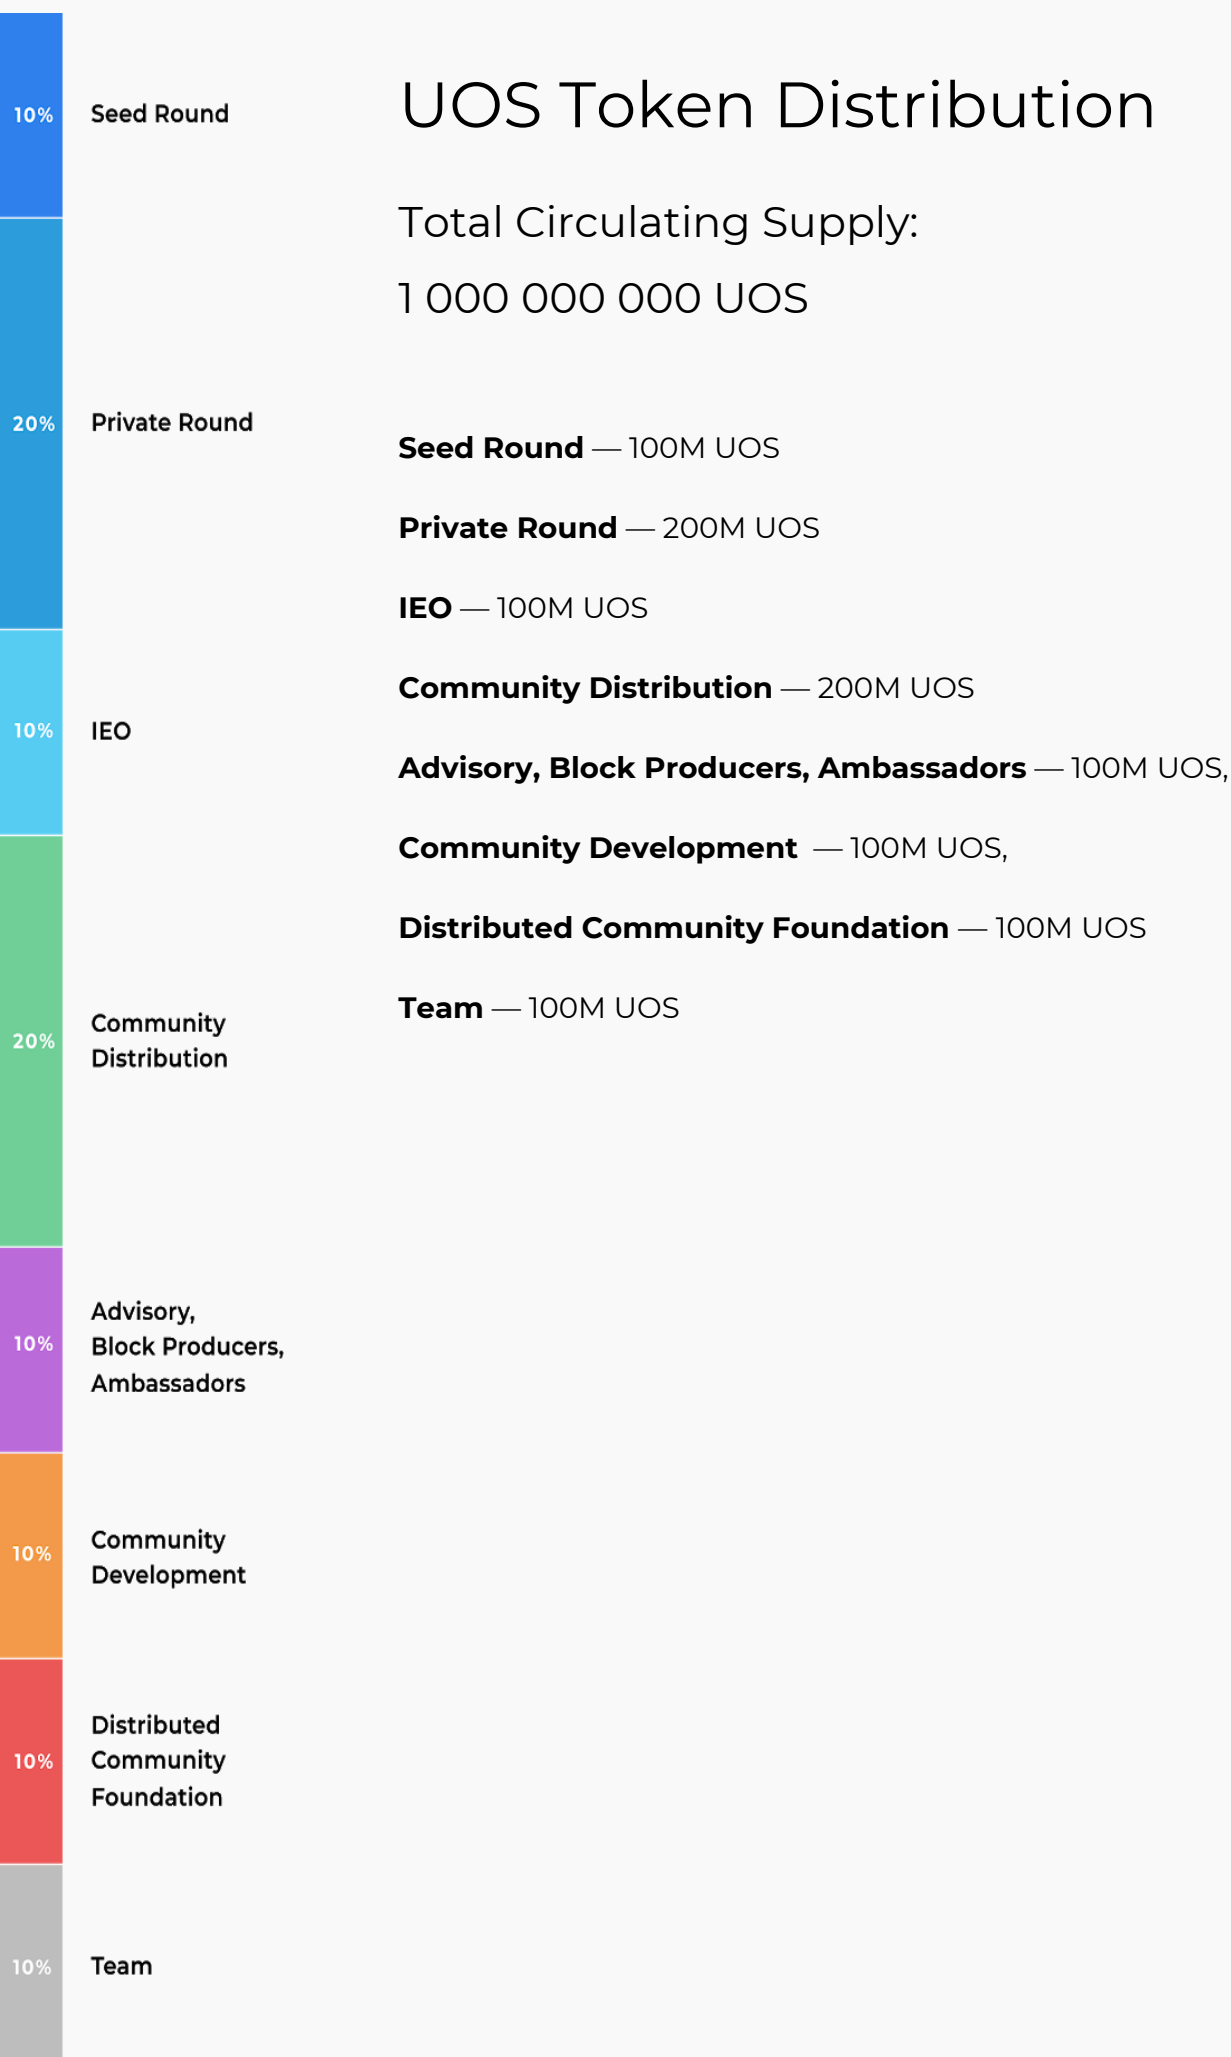 10%
Seed Round
20%
Private Round
10%
IEO
20%
Community
Distribution
10%
Advisory,
Block Producers,
Ambassadors
10%
Community
Development
10%
Distributed
Community
Foundation
10%
Team
UOS Token Distribution
Total Circulating Supply:
1 000 000 000 UOS
Seed Round — 100M UOS
Private Round — 200M UOS
IEO — 100M UOS
Community Distribution — 200M UOS
Advisory, Block Producers, Ambassadors — 100M UOS,
Community Development — 100M UOS,
Distributed Community Foundation — 100M UOS
Team — 100M UOS